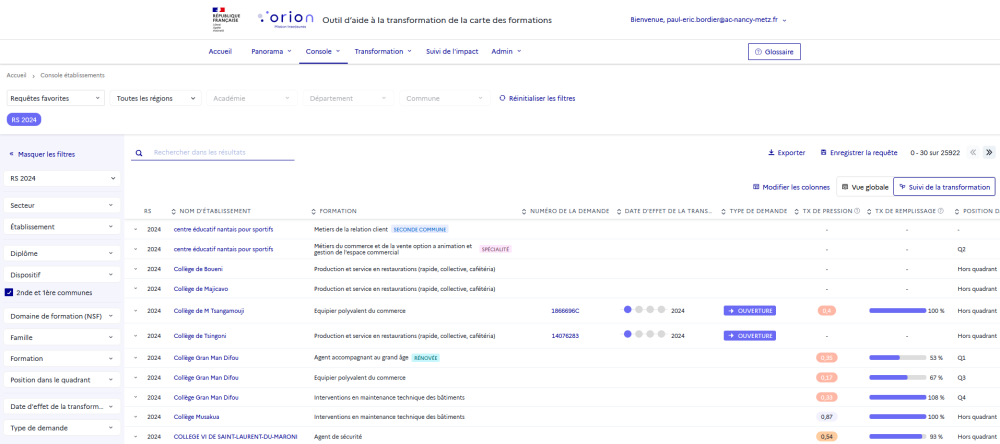 RÉPUBLIQUE
FRANÇAISE
orion
Outil d'aide à la transformation de la carte des formations
Bienvenue, paul-eric.bordier@ac-nancy-metz.fr
Accueil
Panorama
Console
Transformation
Suivi de l'impact
Admin
Glossaire
Accueil
Console établissements
Requêtes favorites
Toutes les régions
Académie
Département
Commune
Réinitialiser les filtres
RS 2024
« Masquer les filtres
Rechercher dans les résultats
Exporter
Enregistrer la requête
0 - 30 sur 25922
RS 2024
Modifier les colonnes
Vue globale
Suivi de la transformation
Secteur
Établissement
Diplôme
Dispositif
2nde et 1ère communes
Domaine de formation (NSF)
Famille
Formation
Position dans le quadrant
Date d'effet de la transform...
Type de demande
RS NOM D'ÉTABLISSEMENT FORMATION NUMÉRO DE LA DEMANDE DATE D'EFFET DE LA TRANS... TYPE DE DEMANDE TX DE PRESSION TX DE REMPLISSAGE POSITION DA
2024 centre éducatif nantais pour sportifs Metiers de la relation client SECONDE COMMUNE - - -
2024 centre éducatif nantais pour sportifs Métiers du commerce et de la vente option a animation et
gestion de l'espace commercial SPÉCIALITÉ - - Q2
2024 Collège de Boueni Production et service en restaurations (rapide, collective, cafétéria) - - Hors quadrant
2024 Collège de Majicavo Production et service en restaurations (rapide, collective, cafétéria) - - Hors quadrant
2024 Collège de M Tsangamouji Equipier polyvalent du commerce 1866696C 2024 OUVERTURE 0,4 100 % Hors quadrant
2024 Collège de Tsingoni Production et service en restaurations (rapide, collective, cafétéria) 14076283 2024 OUVERTURE - - Hors quadrant
2024 Collège Gran Man Difou Agent accompagnant au grand âge RÉNOVÉE 53 % Q1
2024 Collège Gran Man Difou Equipier polyvalent du commerce 67 % Q3
2024 Collège Gran Man Difou Interventions en maintenance technique des bâtiments 108 % Q4
2024 Collège Musakua Interventions en maintenance technique des bâtiments 0,87 100 % Hors quadrant
2024 COLLEGE VI DE SAINT-LAURENT-DU-MARONI Agent de sécurité 0,54 93 % Hors quadrant